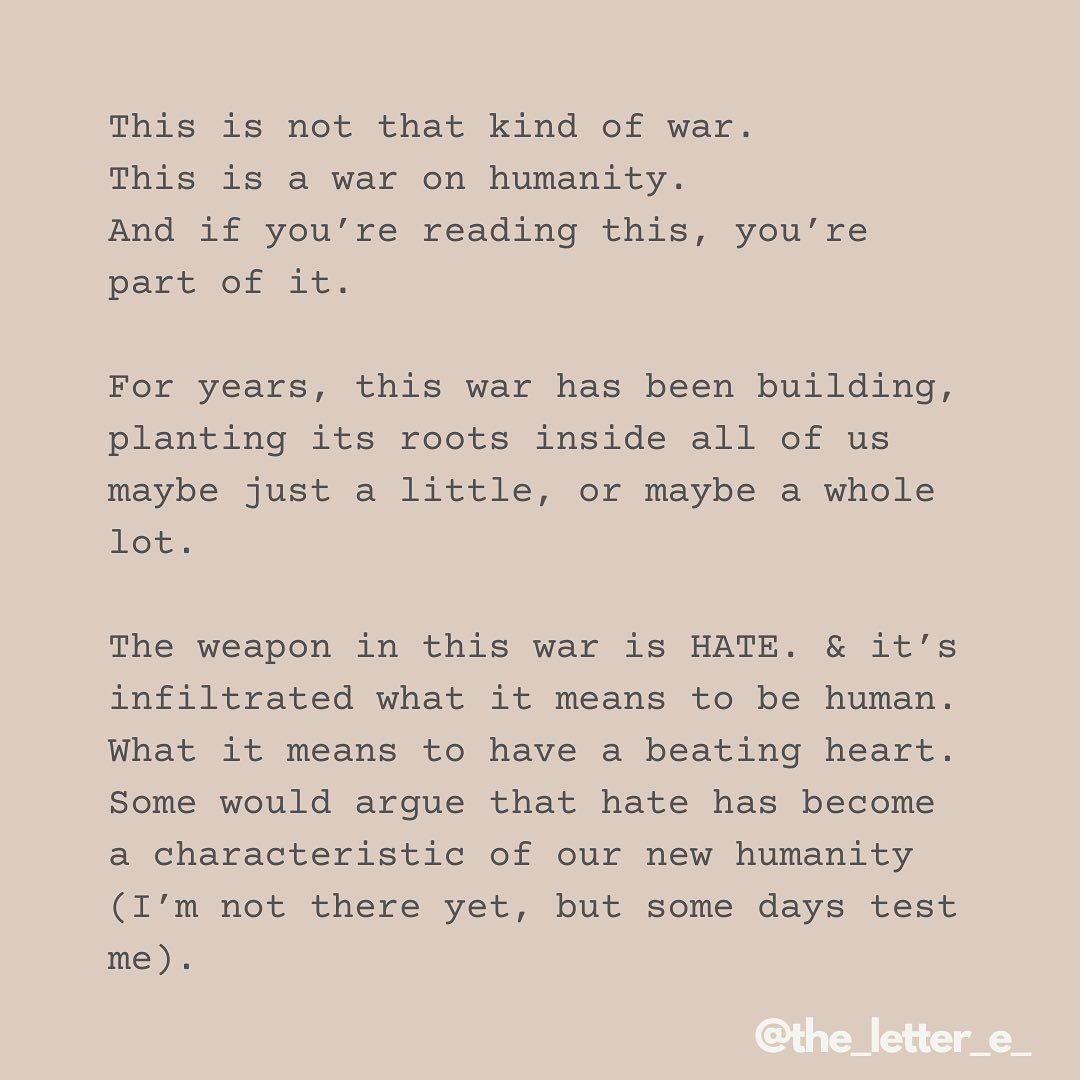 This is not that kind of war.
This is a war on humanity.
And if you’re reading this, you’re
part of it.
For years, this war has been building,
planting its roots inside all of us
maybe just a little, or maybe a whole
lot.
The weapon in this war is HATE. & it’s
infiltrated what it means to be human.
What it means to have a beating heart.
Some would argue that hate has become
a characteristic of our new humanity
(I’m not there yet, but some days test
me).
@the_letter_e_